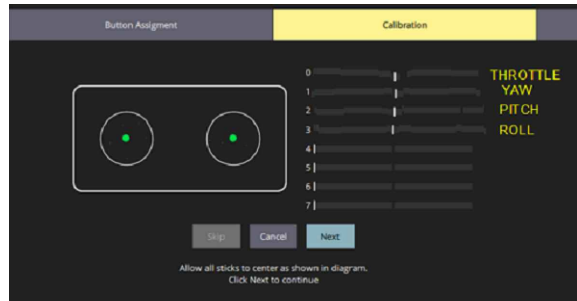 Button Assigment
Calibration
0 THROTTLE
1 YAW
2 PITCH
3 ROLL
4
5
6
7
Skip
Cancel
Next
Allow all sticks to center as shown in diagram.
Click Next to continue